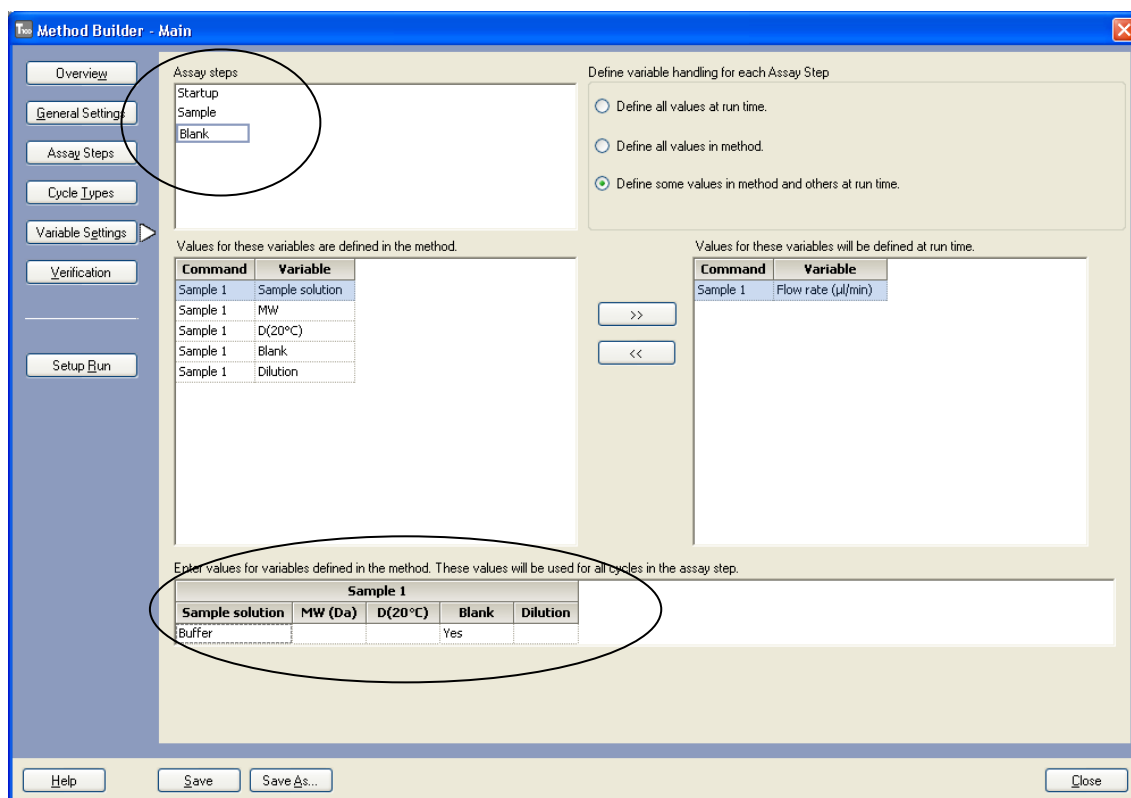 T100 Method Builder - Main
Overview
General Settings
Assay Steps
Cycle Types
Variable Settings
Verification
Setup Run
Assay steps
Startup
Sample
Blank
Define variable handling for each Assay Step
Define all values at run time.
Define all values in method.
Define some values in method and others at run time.
Values for these variables are defined in the method.
Command Variable
Sample 1 Sample solution
Sample 1 MW
Sample 1 D(20°C)
Sample 1 Blank
Sample 1 Dilution
>>
<<
Values for these variables will be defined at run time.
Command Variable
Sample 1 Flow rate (µl/min)
Enter values for variables defined in the method. These values will be used for all cycles in the assay step.
Sample 1
Sample solution MW (Da) D(20°C) Blank Dilution
Buffer Yes
Help Save Save As... Close